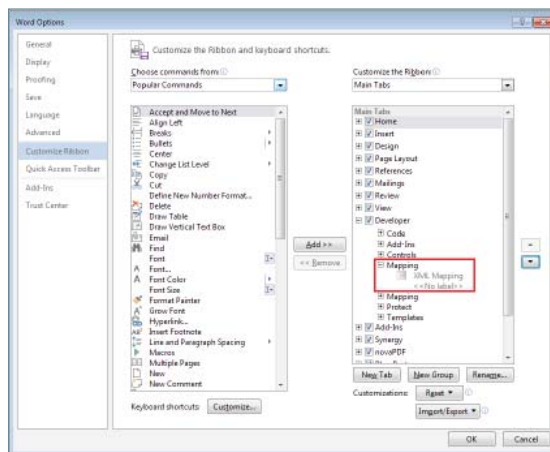 Word Options
General
Display
Proofing
Save
Language
Advanced
Customize Ribbon
Quick Access Toolbar
Add-Ins
Trust Center
Customize the Ribbon and keyboard shortcuts.
Choose commands from:
Popular Commands
Accept and Move to Next
Align Left
Breaks
Bullets
Center
Change List Level
Copy
Cut
Define New Number Format...
Delete
Draw Table
Draw Vertical Text Box
Email
Find
Font
Font...
Font Color
Font Size
Format Painter
Grow Font
Hyperlink...
Insert Footnote
Line and Paragraph Spacing
Macros
Multiple Pages
New
New Comment
Keyboard shortcuts: Customize...
Add >>
<< Remove
Customize the Ribbon:
Main Tabs
Main Tabs
Home
Insert
Design
Page Layout
References
Mailings
Review
View
Developer
Code
Add-Ins
Controls
Mapping
XML Mapping
<<No label>>
Mapping
Protect
Templates
Add-Ins
Synergy
novaPDF
New Tab New Group Rename...
Customizations: Reset
Import/Export
OK Cancel